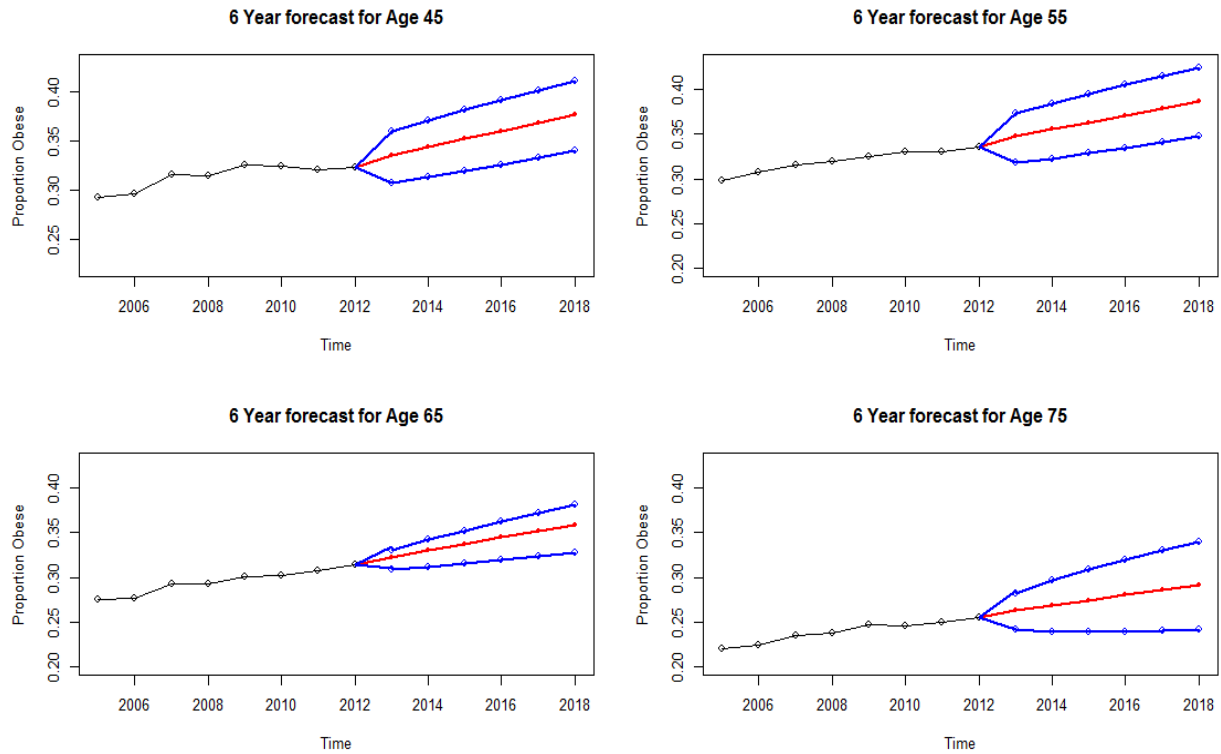 6 Year forecast for Age 45
Proportion Obese
0.40
0.35
0.30
0.25
2006 2008 2010 2012 2014 2016 2018
Time
6 Year forecast for Age 55
Proportion Obese
0.40
0.35
0.30
0.25
0.20
2006 2008 2010 2012 2014 2016 2018
Time
6 Year forecast for Age 65
Proportion Obese
0.40
0.35
0.30
0.25
0.20
2006 2008 2010 2012 2014 2016 2018
Time
6 Year forecast for Age 75
Proportion Obese
0.40
0.35
0.30
0.25
0.20
2006 2008 2010 2012 2014 2016 2018
Time